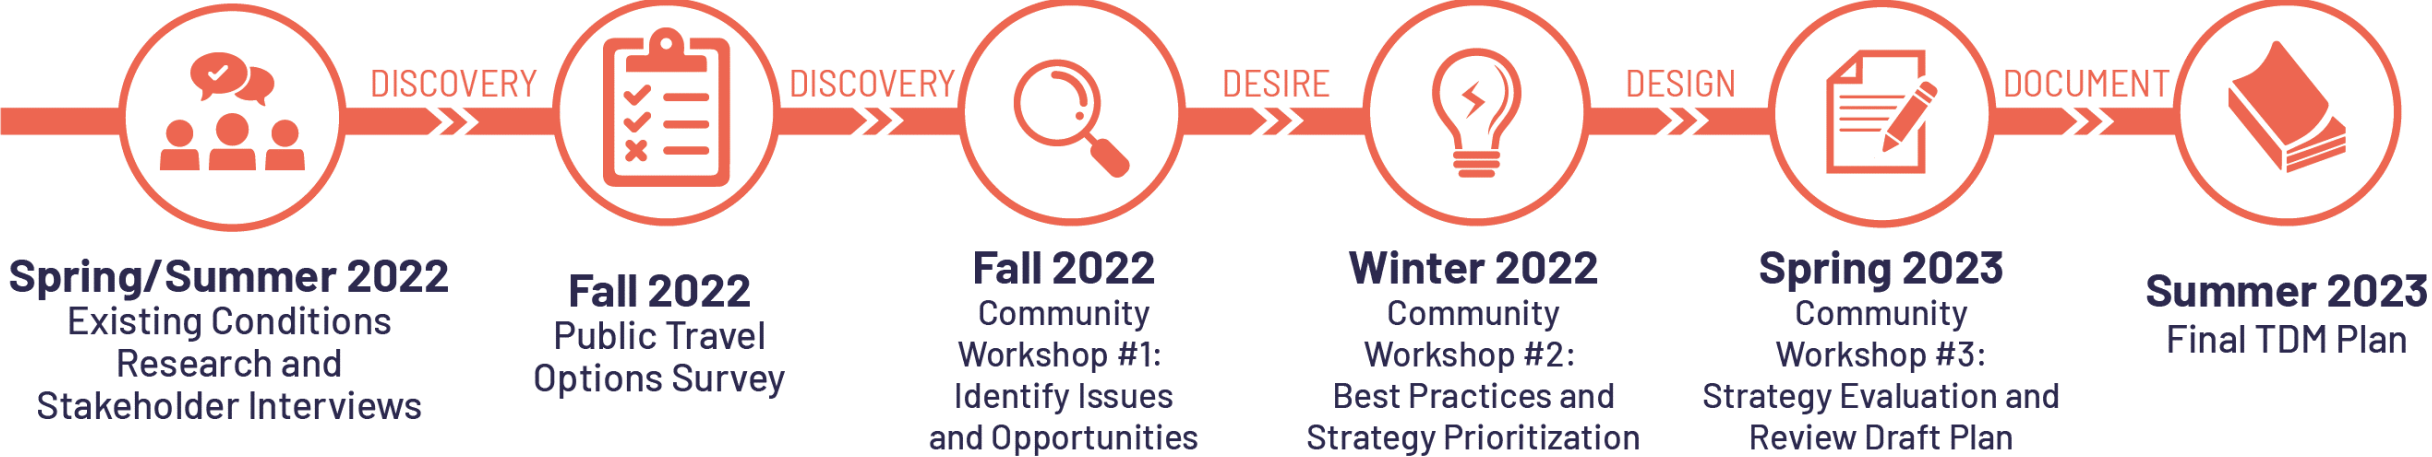 DISCOVERY
DISCOVERY
DESIRE
DESIGN
DOCUMENT
Spring/Summer 2022
Existing Conditions
Research and
Stakeholder Interviews
Fall 2022
Public Travel
Options Survey
Fall 2022
Community
Workshop #1:
Identify Issues
and Opportunities
Winter 2022
Community
Workshop #2:
Best Practices and
Strategy Prioritization
Spring 2023
Community
Workshop #3:
Strategy Evaluation and
Review Draft Plan
Summer 2023
Final TDM Plan